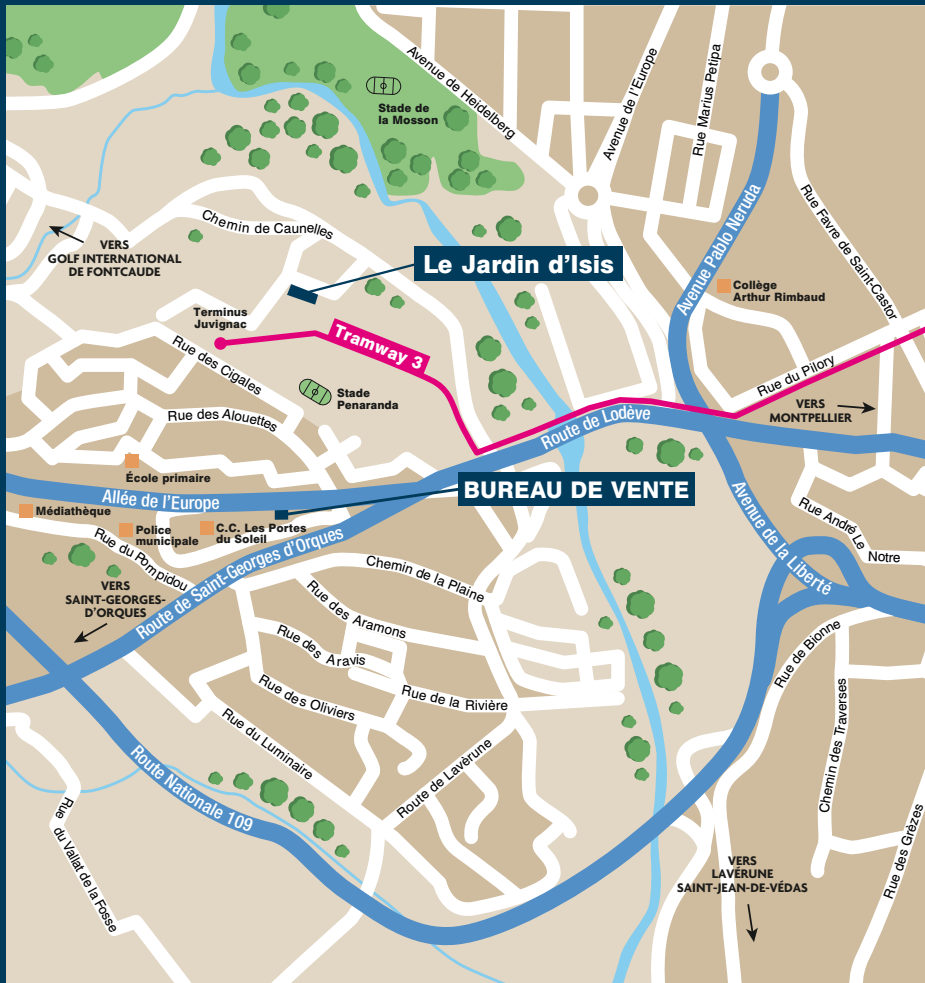 Avenue de Heidelberg
Avenue de l'Europe
Rue Marius Petipa
Stade de
la Mosson
Avenue Pablo Neruda
Rue Favre de Saint-Castor
Chemin de Caunelles
VERS
GOLF INTERNATIONAL
DE FONTCAUDE
Le Jardin d'Isis
Collège
Arthur Rimbaud
Terminus
Juvignac
Tramway 3
Rue des Cigales
Stade
Penaranda
Rue du Pilory
VERS
MONTPELLIER
Rue des Alouettes
Route de Lodève
École primaire
Allée de l'Europe
BUREAU DE VENTE
Médiathèque
Police
municipale
C.C. Les Portes
du Soleil
Avenue de la Liberté
Rue André Le
Notre
Rue du Pompidou
Route de Saint-Georges d'Orques
Chemin de la Plaine
VERS
SAINT-GEORGES-
D'ORQUES
Rue des Aramons
Rue des Aravis
Rue de Bionne
Rue des Oliviers
Rue de la Rivière
Rue du Luminaire
Chemin des Traverses
Route Nationale 109
Route de Lavèrune
Rue du Vallat de la Fosse
Rue des Grèzes
VERS
LAVÉRUNE
SAINT-JEAN-DE-VÉDAS